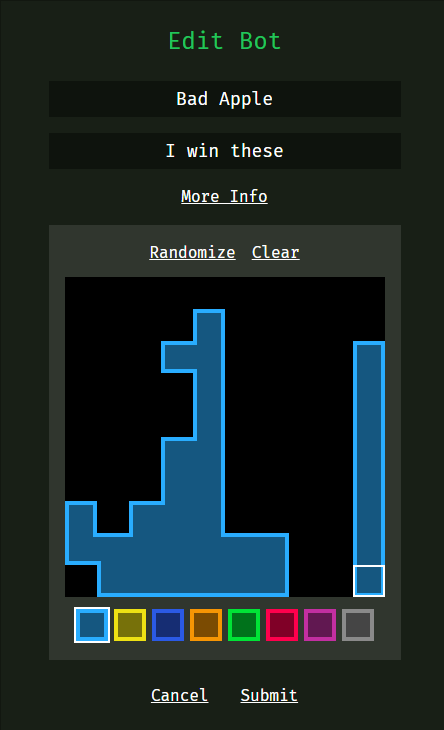 Edit Bot
Bad Apple
I win these
More Info
Randomize Clear
Cancel Submit